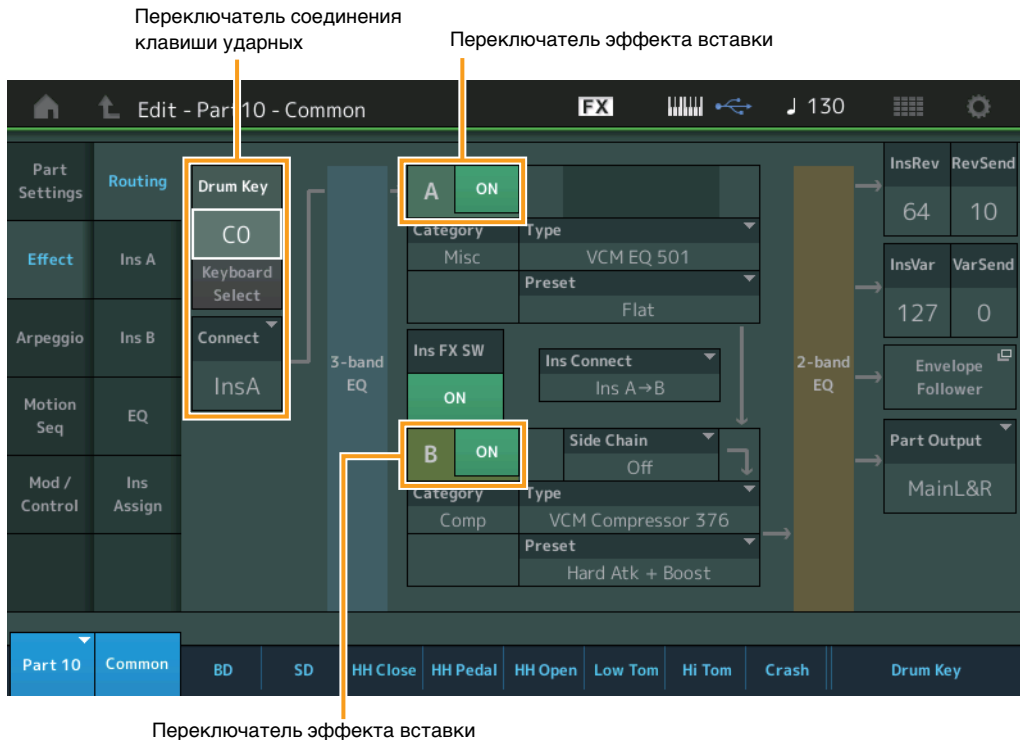 Переключатель соединения
клавиши ударных
Переключатель эффекта вставки
Edit - Part10 - Common
FX
130
Part
Settings
Routing
Effect
Ins A
Arpeggio
Ins B
Motion
Seq
EQ
Mod /
Control
Ins
Assign
Drum Key
C0
Keyboard
Select
Connect
InsA
3-band
EQ
A
ON
Category
Misc
Type
VCM EQ 501
Preset
Flat
Ins FX SW
ON
Ins Connect
Ins A→B
B
ON
Side Chain
Off
Category
Comp
Type
VCM Compressor 376
Preset
Hard Atk + Boost
2-band
EQ
InsRev
RevSend
64
10
InsVar
VarSend
127
0
Envelope
Follower
Part Output
MainL&R
Part 10
Common
BD
SD
HH Close
HH Pedal
HH Open
Low Tom
Hi Tom
Crash
Drum Key
Переключатель эффекта вставки